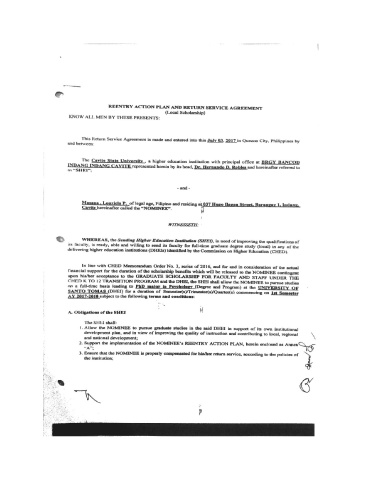 REENTRY ACTION PLAN AND RETURN SERVICE AGREEMENT
(Local Scholarship)
KNOW ALL MEN BY THESE PRESENTS:
This Return Service Agreement is made and entered into this July 03, 2017 in Quezon City, Philippines by
and between:
The Cavite State University, a higher education institution with principal office at BRGY BANCOD
INDANG INDANG CAVITE represented herein by its head, Dr. Hernando D. Robles and hereinafter referred to
as "SHEI";
- and -
of legal age, Filipino and residing at
Cavite hereinafter called the "NOMINEE"
WITNESSETH:
WHEREAS, the Sending Higher Education Institution (SHEI), in need of improving the qualifications of
its faculty, is ready, able and willing to send its faculty for full-time graduate degree study (local) in any of the
delivering higher education institutions (DHEIs) identified by the Commission on Higher Education (CHED).
In line with CHED Memorandum Order No. 3, series of 2016, and for and in consideration of the actual
financial support for the duration of the scholarship benefits which will be released to the NOMINEE contingent
upon his/her acceptance to the GRADUATE SCHOLARSHIP FOR FACULTY AND STAFF UNDER THE
CHED K TO 12 TRANSITION PROGRAM and the DHEI, the SHEI shall allow the NOMINEE to pursue studies
on a full-time basis leading to PhD major in Psychology (Degree and Program) at the UNIVERSITY OF
SANTO TOMAS (DHEI) for a duration of Semester(s)/Trimester(s)/Quarter(s) commencing on 1st Semester
AY 2017-2018 subject to the following terms and conditions:
A. Obligations of the SHEI
The SHEI shall:
1. Allow the NOMINEE to pursue graduate studies in the said DHEI in support of its own institutional
development plan, and in view of improving the quality of instruction and contributing to local, regional
and national development;
2. Support the implementation of the NOMINEE's REENTRY ACTION PLAN, herein enclosed as Annex
"A";
3. Ensure that the NOMINEE is properly compensated for his/her return service, according to the policies of
the institution;